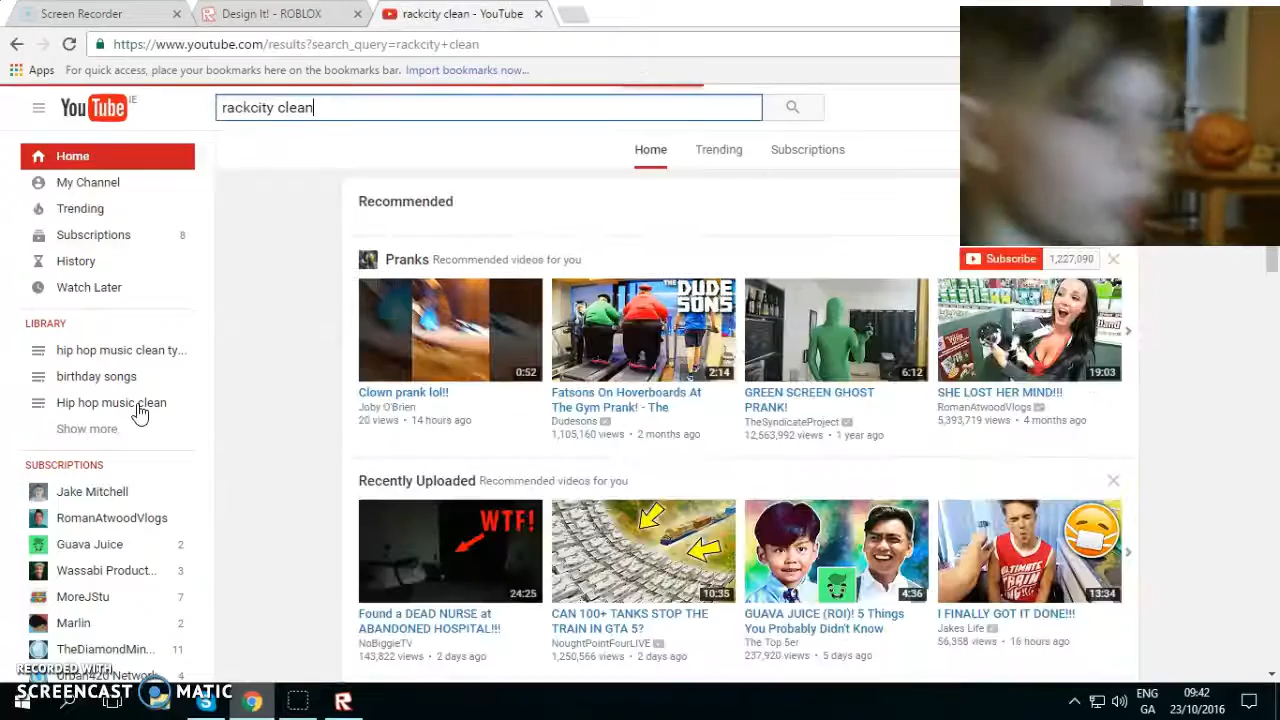 Screen Recorder
Design It! - ROBLOX
rackcity clean - YouTube
https://www.youtube.com/results?search_query=rackcity+clean
Apps
For quick access, place your bookmarks here on the bookmarks bar. Import bookmarks now...
YouTube IE
rackcity clean
Home
Trending
Subscriptions
Home
My Channel
Trending
Subscriptions 8
History
Watch Later
LIBRARY
hip hop music clean ty...
birthday songs
Hip hop music clean
Show more
SUBSCRIPTIONS
Jake Mitchell
RomanAtwoodVlogs
Guava Juice 2
Wassabi Product... 3
MoreJStu 7
Marlin 2
TheDiamondMin... 11
Urban420 Network 4
Recommended
Subscribe 1,227,090
Pranks Recommended videos for you
THE DUDE SONS
0:52
2:14
6:12
19:03
Clown prank lol!!
Joby O'Brien
20 views • 14 hours ago
Fatsons On Hoverboards At
The Gym Prank! - The
Dudesons
1,105,160 views • 2 months ago
GREEN SCREEN GHOST
PRANK!
TheSyndicateProject
12,563,992 views • 1 year ago
SHE LOST HER MIND!!!
RomanAtwoodVlogs
5,393,719 views • 4 months ago
Recently Uploaded Recommended videos for you
WTF!
ULTIMATE
TRAIN
24:25
10:35
4:36
13:34
Found a DEAD NURSE at
ABANDONED HOSPITAL!!!
NoBiggieTV
143,822 views • 2 days ago
CAN 100+ TANKS STOP THE
TRAIN IN GTA 5?
NoughtPointFourLIVE
1,250,566 views • 2 days ago
GUAVA JUICE (ROI)! 5 Things
You Probably Didn't Know
The Top 5er
237,920 views • 5 days ago
I FINALLY GOT IT DONE!!!
Jakes Life
56,358 views • 16 hours ago
RECORDED WITH
SCREENCAST MATIC
ENG
GA
09:42
23/10/2016